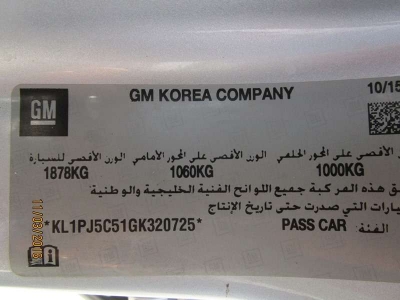 GM
GM KOREA COMPANY 10/15
الوزن الأقصى للسيارة الوزن الأقصى على المحور الأمامي الأقصى على المحور الخلفي
1878KG 1060KG 1000KG
هذه المركبة جميع اللوائح الفنية الخليجية والوطنية.
التي صدرت حتى تاريخ الإنتاج
*KL1PJ5C51GK320725* PASS CAR الفئة